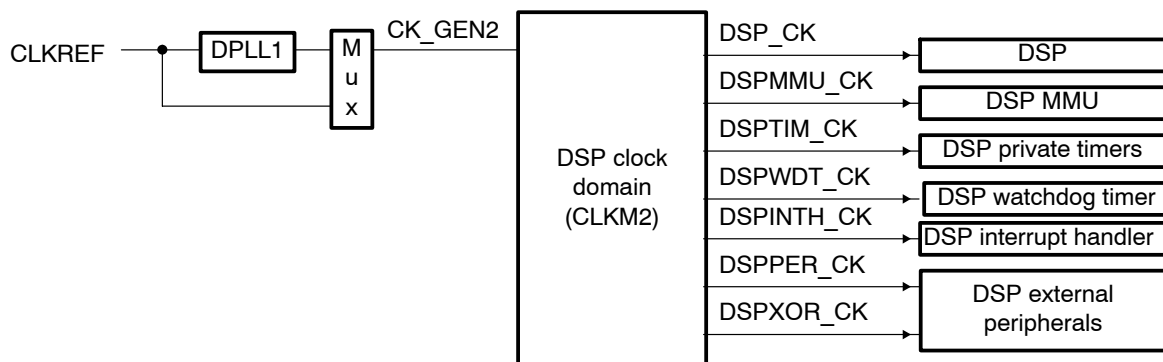 CLKREF
DPLL1
M
u
x
CK_GEN2
DSP clock
domain
(CLKM2)
DSP_CK
DSP
DSPMMU_CK
DSP MMU
DSPTIM_CK
DSP private timers
DSPWDT_CK
DSP watchdog timer
DSPINTH_CK
DSP interrupt handler
DSPPER_CK
DSPXOR_CK
DSP external
peripherals